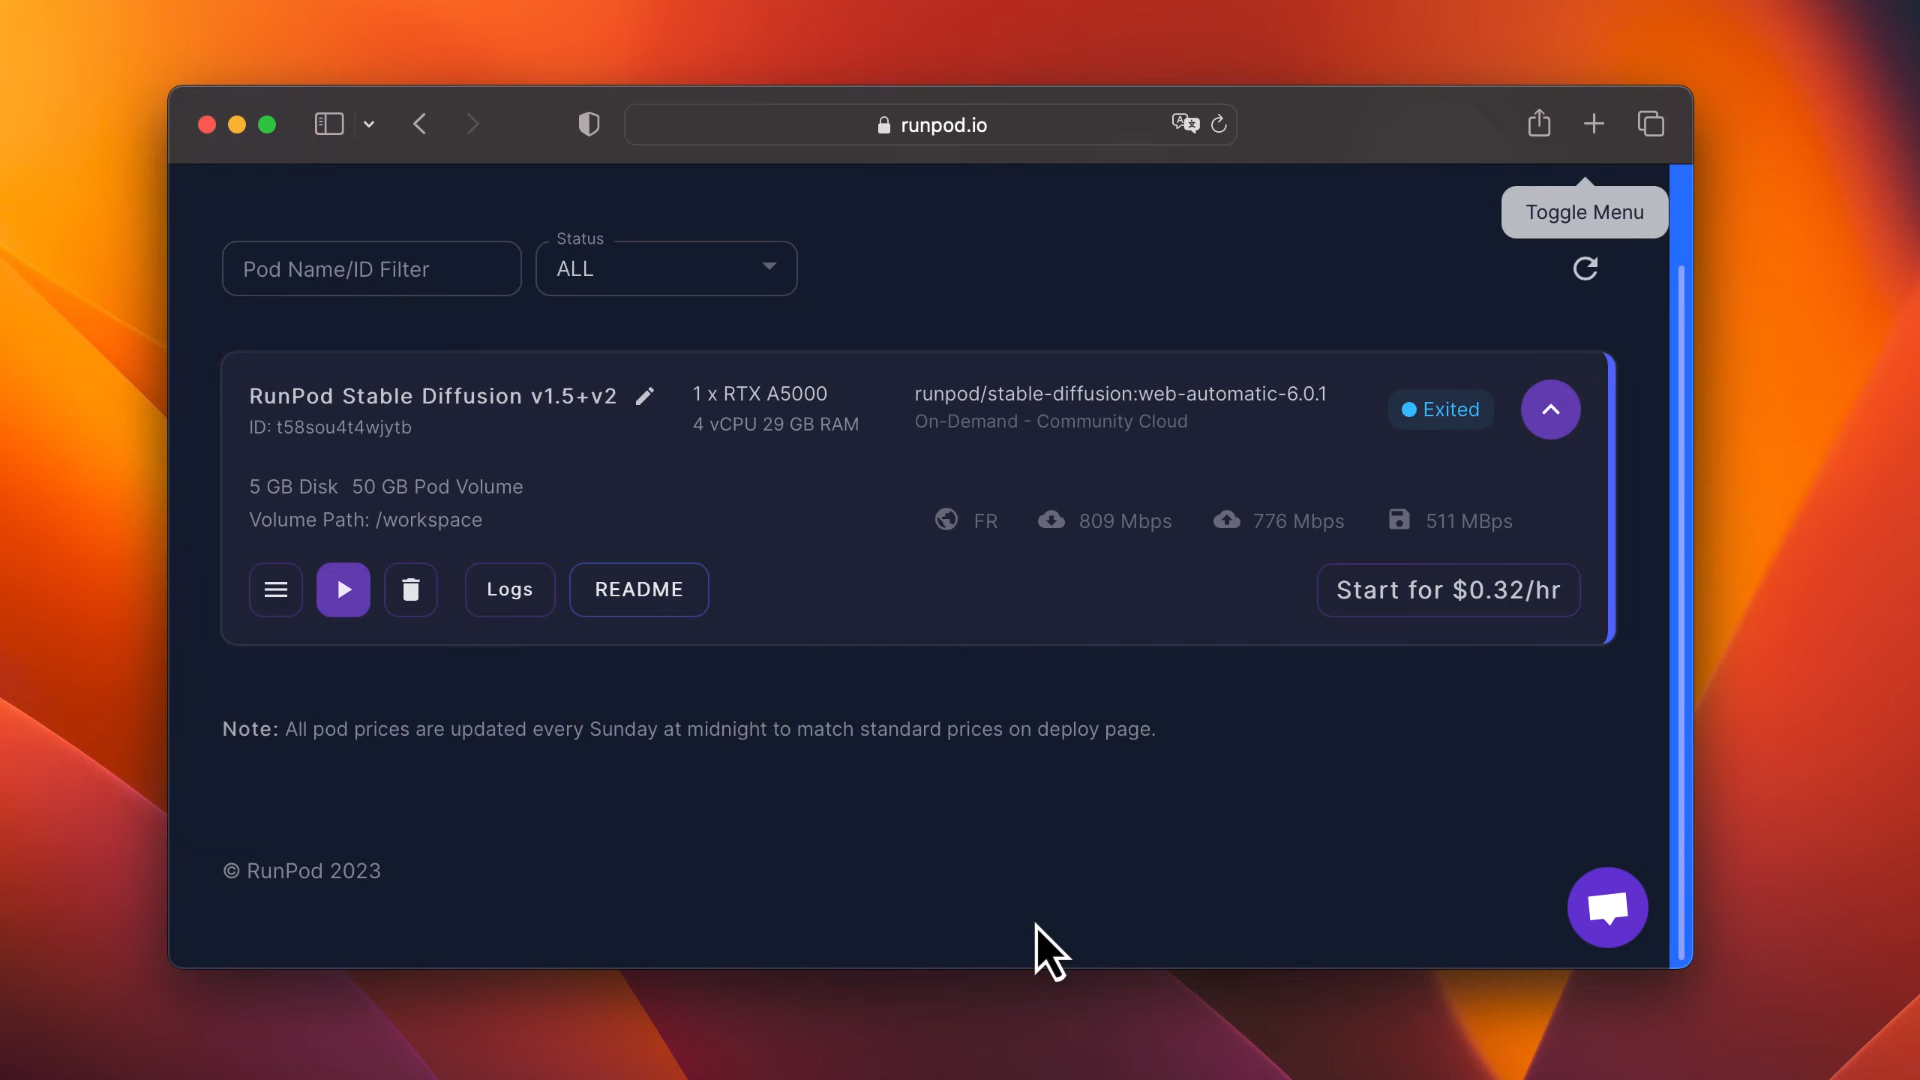 runpod.io
Toggle Menu
Status
Pod Name/ID Filter
ALL
RunPod Stable Diffusion v1.5+v2
ID: t58sou4t4wjytb
1 x RTX A5000
4 vCPU 29 GB RAM
runpod/stable-diffusion:web-automatic-6.0.1
On-Demand - Community Cloud
Exited
5 GB Disk 50 GB Pod Volume
Volume Path: /workspace
FR
809 Mbps
776 Mbps
511 MBps
Logs
README
Start for $0.32/hr
Note: All pod prices are updated every Sunday at midnight to match standard prices on deploy page.
© RunPod 2023